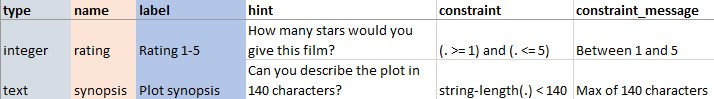 type name label hint constraint constraint_message
How many stars would you
integer rating Rating 1-5 give this film? (. >= 1) and (. <= 5) Between 1 and 5
Can you describe the plot in
text synopsis Plot synopsis 140 characters? string-length(.) < 140 Max of 140 characters